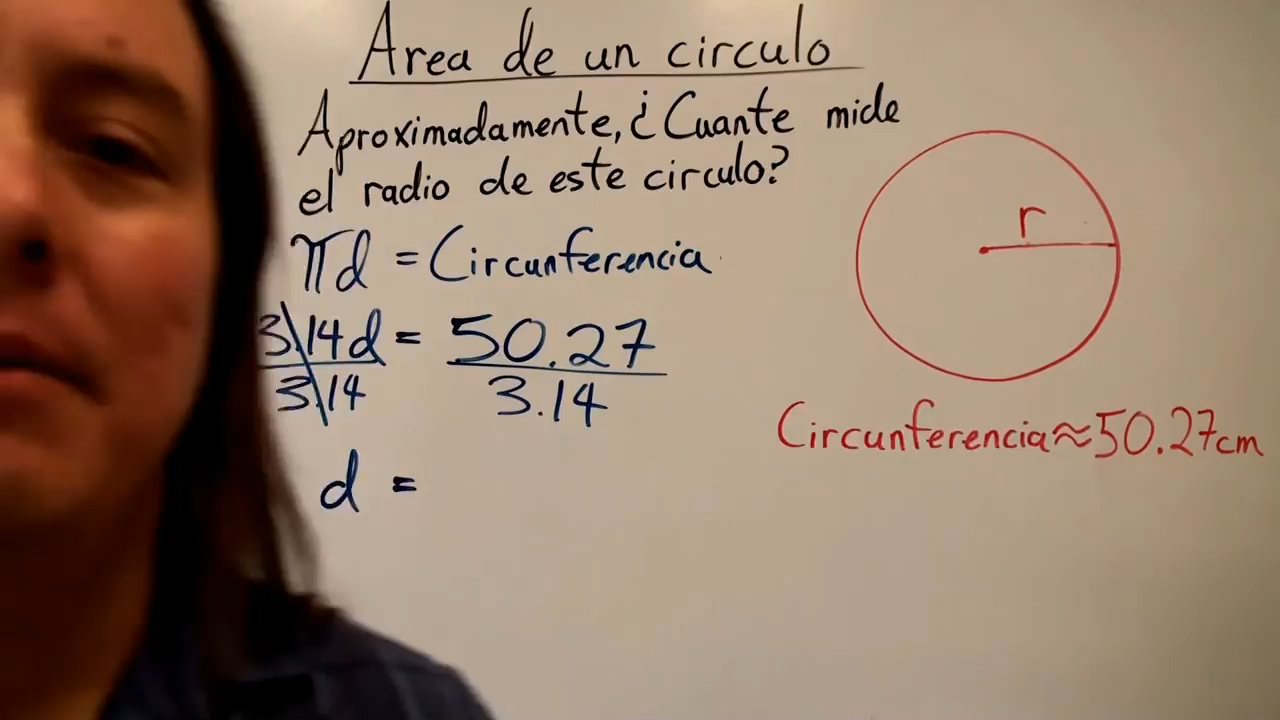 Area de un circulo
Aproximadamente, ¿Cuante mide
el radio de este circulo?
πd = Circunferencia
3.14d = 50.27
3.14 3.14
d =
r
Circunferencia≈50.27cm